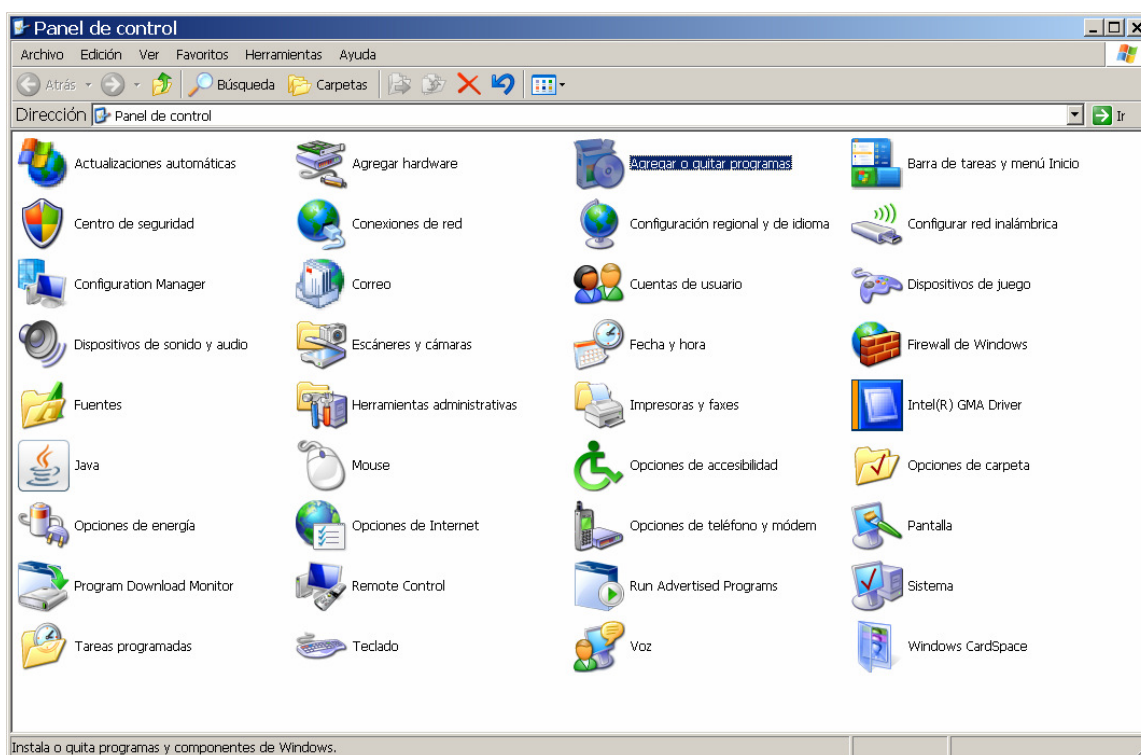 Panel de control
Archivo Edición Ver Favoritos Herramientas Ayuda
Atrás Búsqueda Carpetas
Dirección Panel de control Ir
Actualizaciones automáticas Agregar hardware Agregar o quitar programas Barra de tareas y menú Inicio
Centro de seguridad Conexiones de red Configuración regional y de idioma Configurar red inalámbrica
Configuration Manager Correo Cuentas de usuario Dispositivos de juego
Dispositivos de sonido y audio Escáneres y cámaras Fecha y hora Firewall de Windows
Fuentes Herramientas administrativas Impresoras y faxes Intel(R) GMA Driver
Java Mouse Opciones de accesibilidad Opciones de carpeta
Opciones de energía Opciones de Internet Opciones de teléfono y módem Pantalla
Program Download Monitor Remote Control Run Advertised Programs Sistema
Tareas programadas Teclado Voz Windows CardSpace
Instala o quita programas y componentes de Windows.